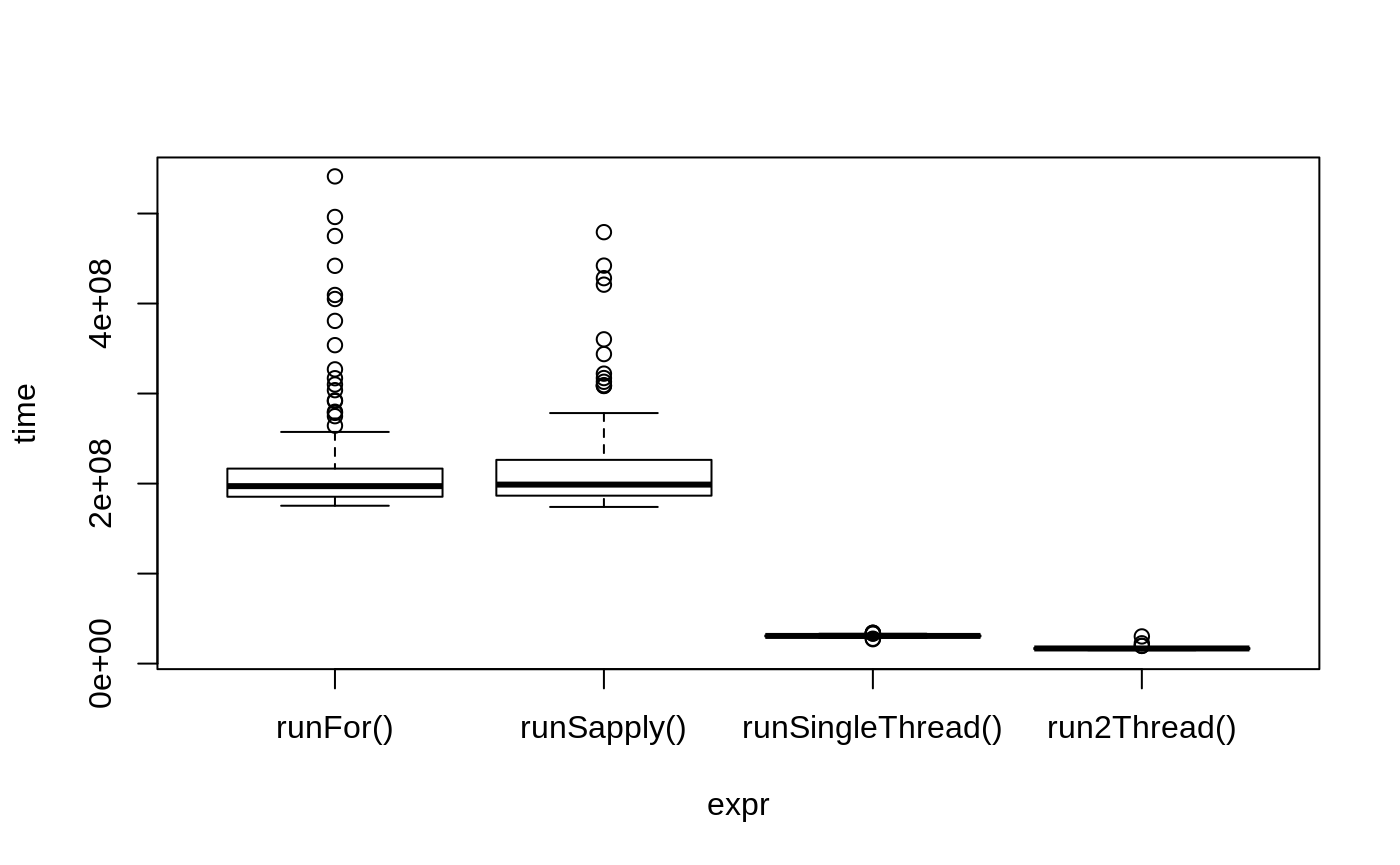 time
4e+08
2e+08
0e+00
runFor() runSapply() runSingleThread() run2Thread()
expr